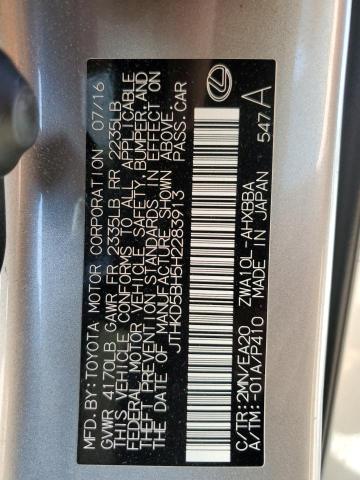 MFD. BY: TOYOTA MOTOR CORPORATION 07/16
GVWR 4170LB GAWR FR 2335LB RR 2235LB
THIS VEHICLE CONFORMS TO ALL APPLICABLE
FEDERAL MOTOR VEHICLE SAFETY, BUMPER AND
THEFT PREVENTION STANDARDS IN EFFECT ON
THE DATE OF MANUFACTURE SHOWN ABOVE.
JTHKD5BH5H2283913 PASS.CAR
C/TR:2MN/EA20 ZWA10L-AHXBBA
A/TM:-01A/P410 MADE IN JAPAN 547A